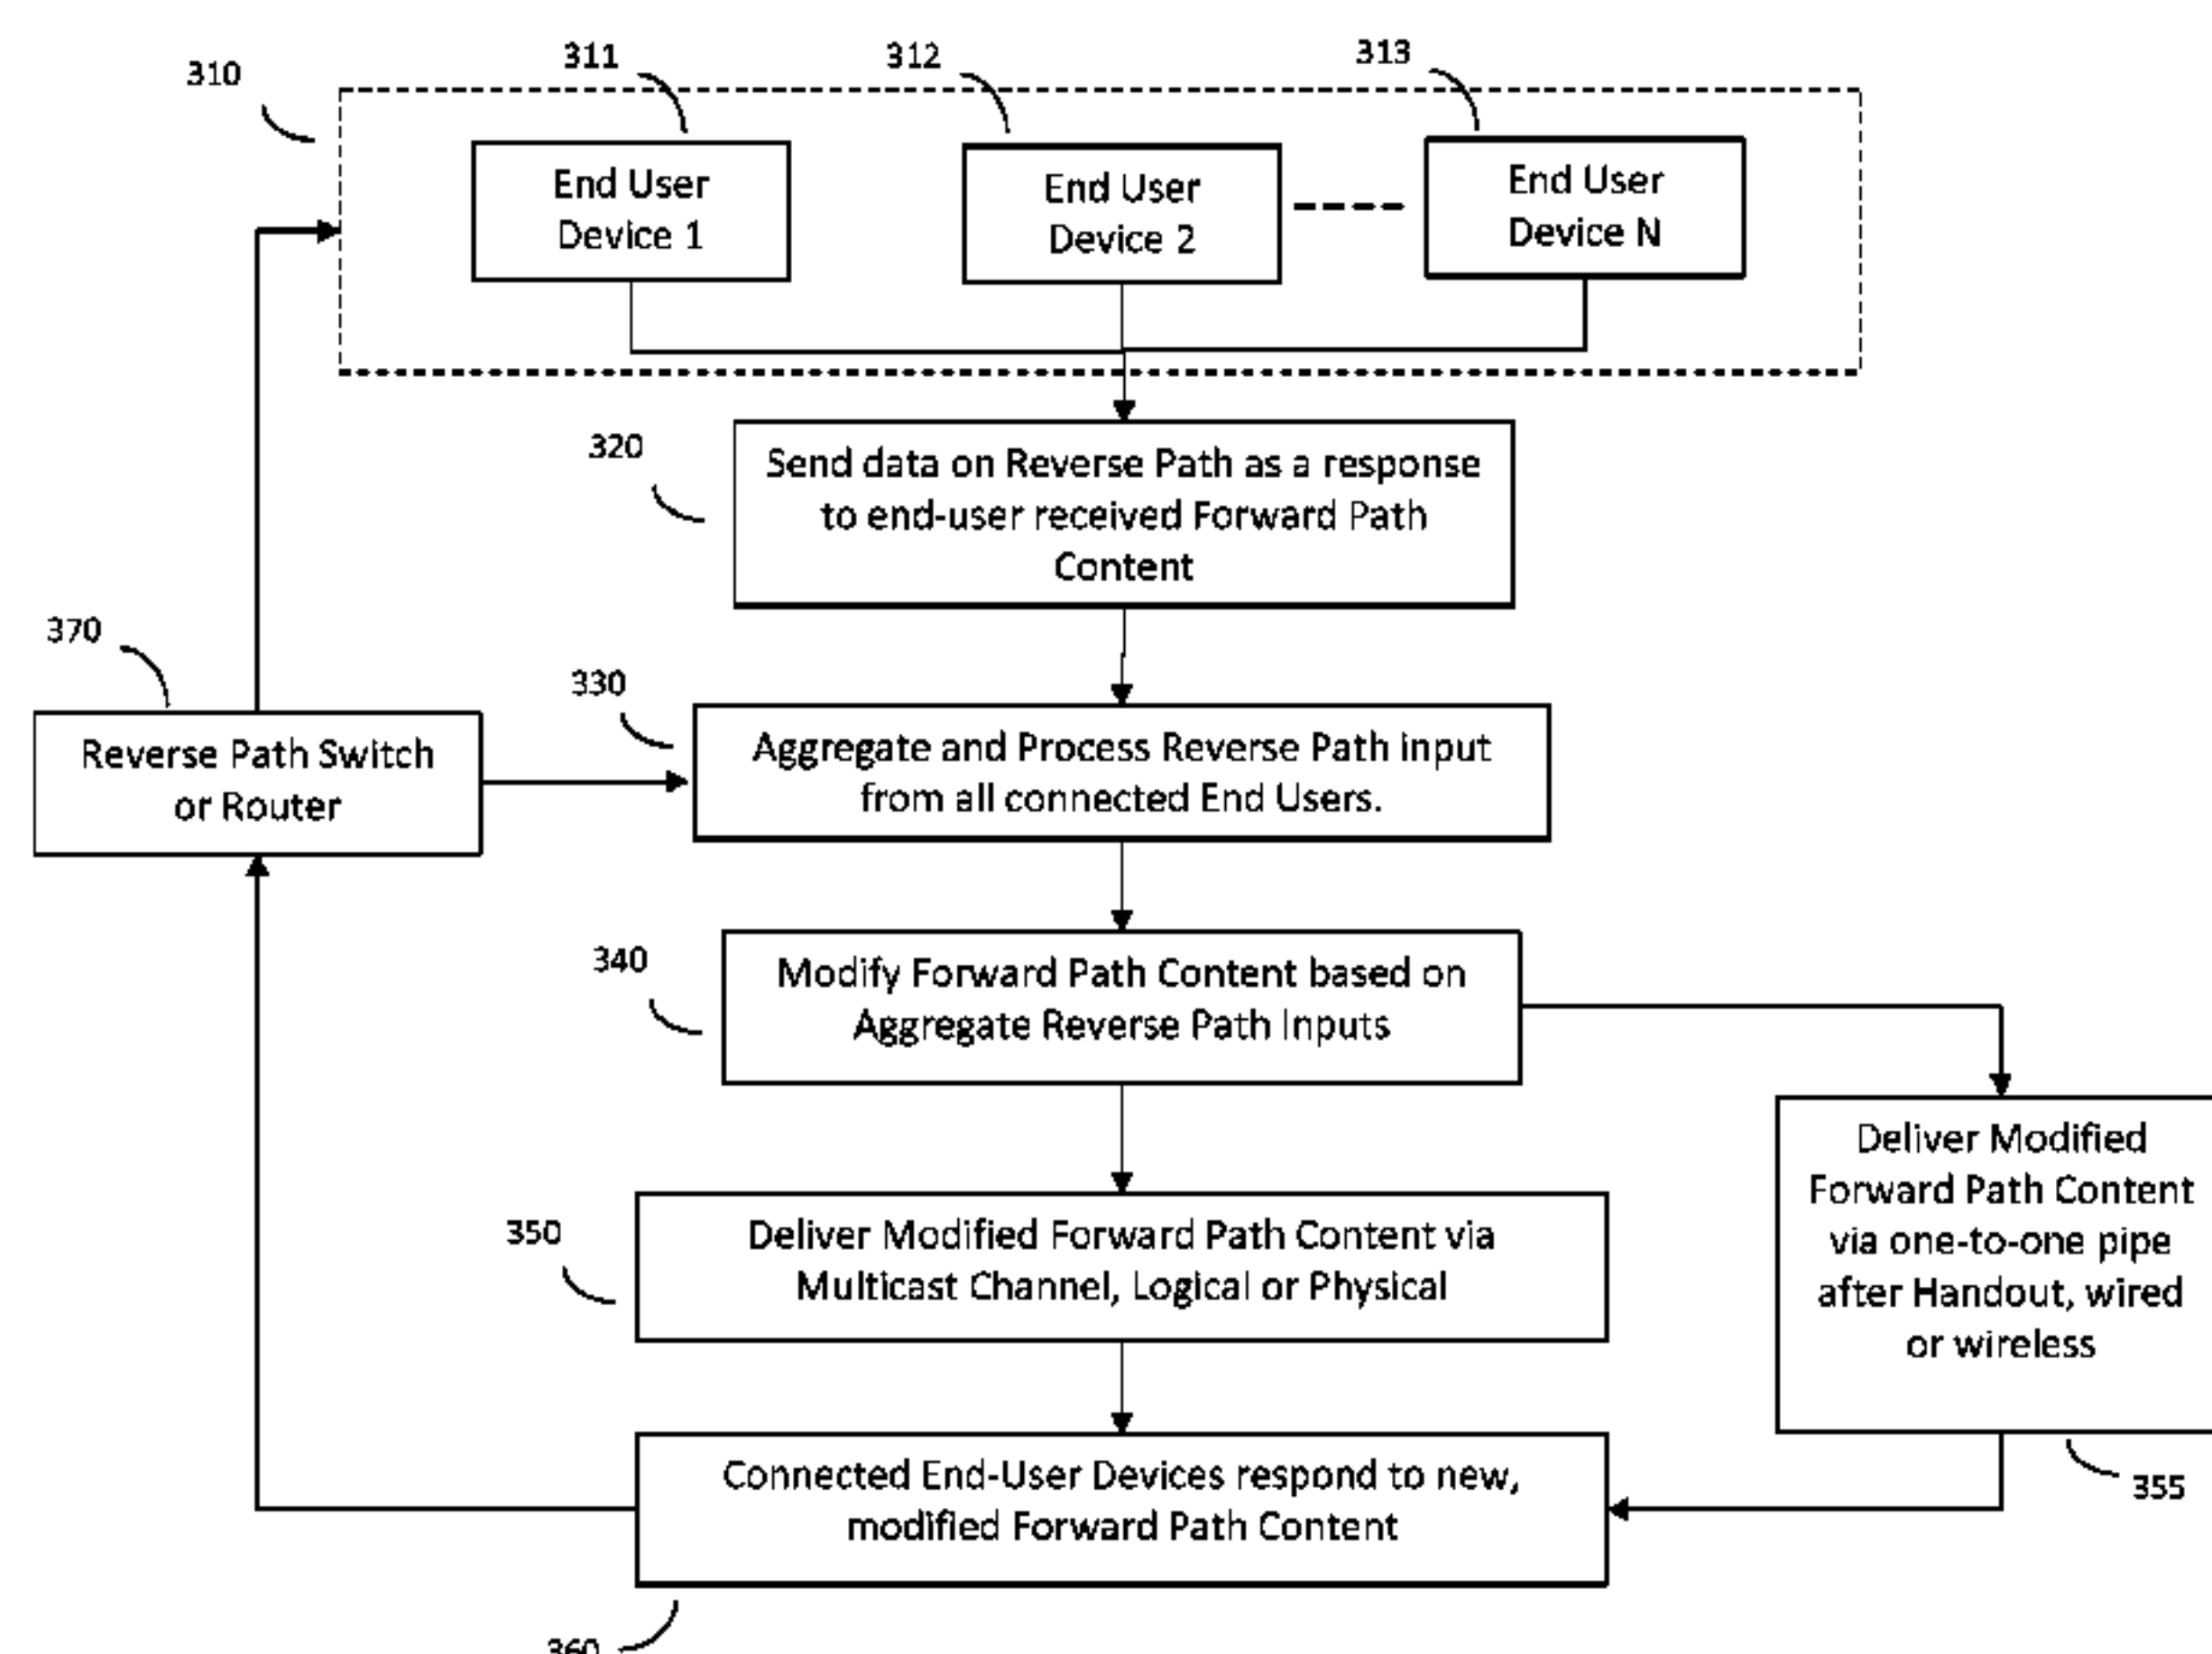 310
311
312
313
End User
Device 1
End User
Device 2
End User
Device N
320
Send data on Reverse Path as a response
to end-user received Forward Path
Content
370
Reverse Path Switch
or Router
330
Aggregate and Process Reverse Path Input
from all connected End Users.
340
Modify Forward Path Content based on
Aggregate Reverse Path Inputs
350
Deliver Modified Forward Path Content via
Multicast Channel, Logical or Physical
Deliver Modified
Forward Path Content
via one-to-one pipe
after Handout, wired
or wireless
355
Connected End-User Devices respond to new,
modified Forward Path Content
360